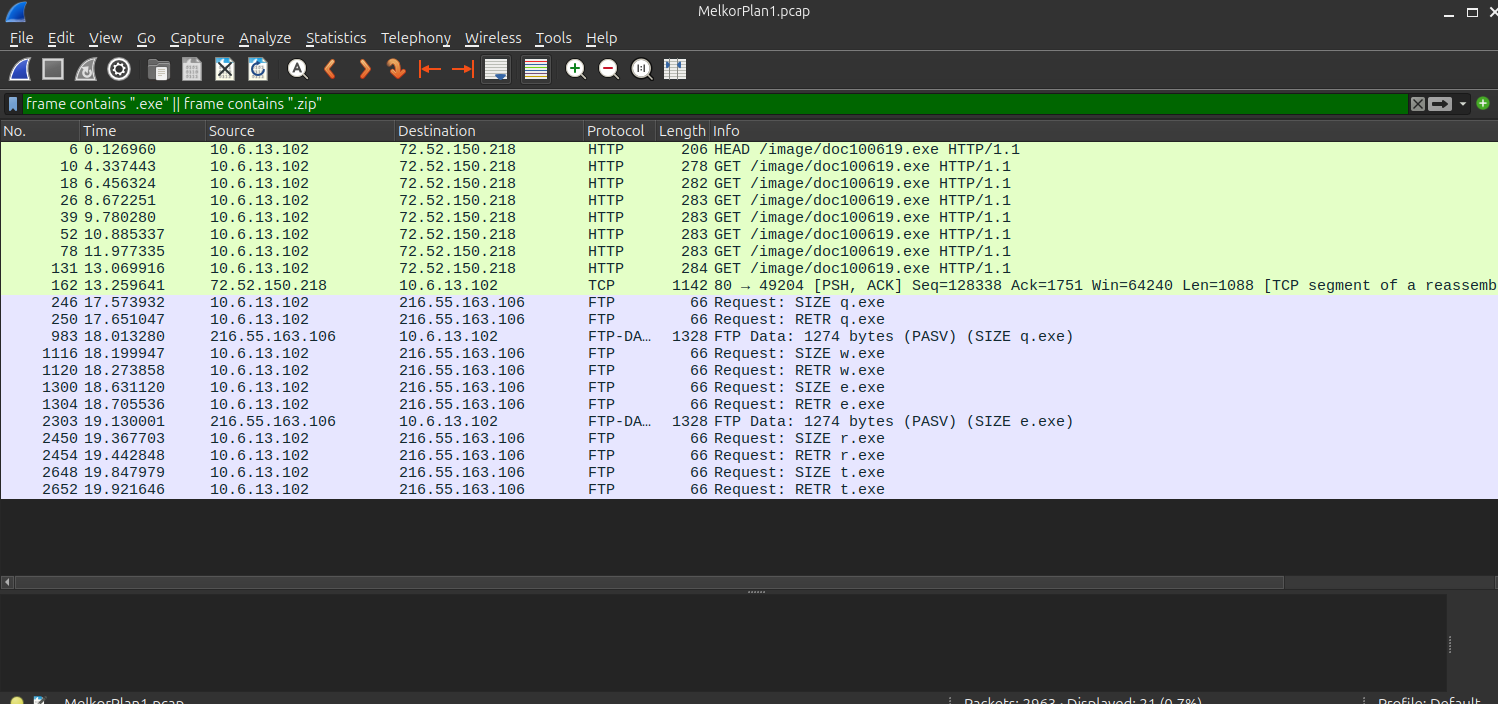 MelkorPlan1.pcap
File Edit View Go Capture Analyze Statistics Telephony Wireless Tools Help
frame contains ".exe" || frame contains ".zip"
No. Time Source Destination Protocol Length Info
6 0.126960 10.6.13.102 72.52.150.218 HTTP 206 HEAD /image/doc100619.exe HTTP/1.1
10 4.337443 10.6.13.102 72.52.150.218 HTTP 278 GET /image/doc100619.exe HTTP/1.1
18 6.456324 10.6.13.102 72.52.150.218 HTTP 282 GET /image/doc100619.exe HTTP/1.1
26 8.672251 10.6.13.102 72.52.150.218 HTTP 283 GET /image/doc100619.exe HTTP/1.1
39 9.780280 10.6.13.102 72.52.150.218 HTTP 283 GET /image/doc100619.exe HTTP/1.1
52 10.885337 10.6.13.102 72.52.150.218 HTTP 283 GET /image/doc100619.exe HTTP/1.1
78 11.977335 10.6.13.102 72.52.150.218 HTTP 283 GET /image/doc100619.exe HTTP/1.1
131 13.069916 10.6.13.102 72.52.150.218 HTTP 284 GET /image/doc100619.exe HTTP/1.1
162 13.259641 72.52.150.218 10.6.13.102 TCP 1142 80 → 49204 [PSH, ACK] Seq=128338 Ack=1751 Win=64240 Len=1088 [TCP segment of a reassemb
246 17.573932 10.6.13.102 216.55.163.106 FTP 66 Request: SIZE q.exe
250 17.651047 10.6.13.102 216.55.163.106 FTP 66 Request: RETR q.exe
983 18.013280 216.55.163.106 10.6.13.102 FTP-DA… 1328 FTP Data: 1274 bytes (PASV) (SIZE q.exe)
1116 18.199947 10.6.13.102 216.55.163.106 FTP 66 Request: SIZE w.exe
1120 18.273858 10.6.13.102 216.55.163.106 FTP 66 Request: RETR w.exe
1300 18.631120 10.6.13.102 216.55.163.106 FTP 66 Request: SIZE e.exe
1304 18.705536 10.6.13.102 216.55.163.106 FTP 66 Request: RETR e.exe
2303 19.130001 216.55.163.106 10.6.13.102 FTP-DA… 1328 FTP Data: 1274 bytes (PASV) (SIZE e.exe)
2450 19.367703 10.6.13.102 216.55.163.106 FTP 66 Request: SIZE r.exe
2454 19.442848 10.6.13.102 216.55.163.106 FTP 66 Request: RETR r.exe
2648 19.847979 10.6.13.102 216.55.163.106 FTP 66 Request: SIZE t.exe
2652 19.921646 10.6.13.102 216.55.163.106 FTP 66 Request: RETR t.exe
MelkorPlan1.pcap Packets: 2963 · Displayed: 21 (0.7%) Profile: Default